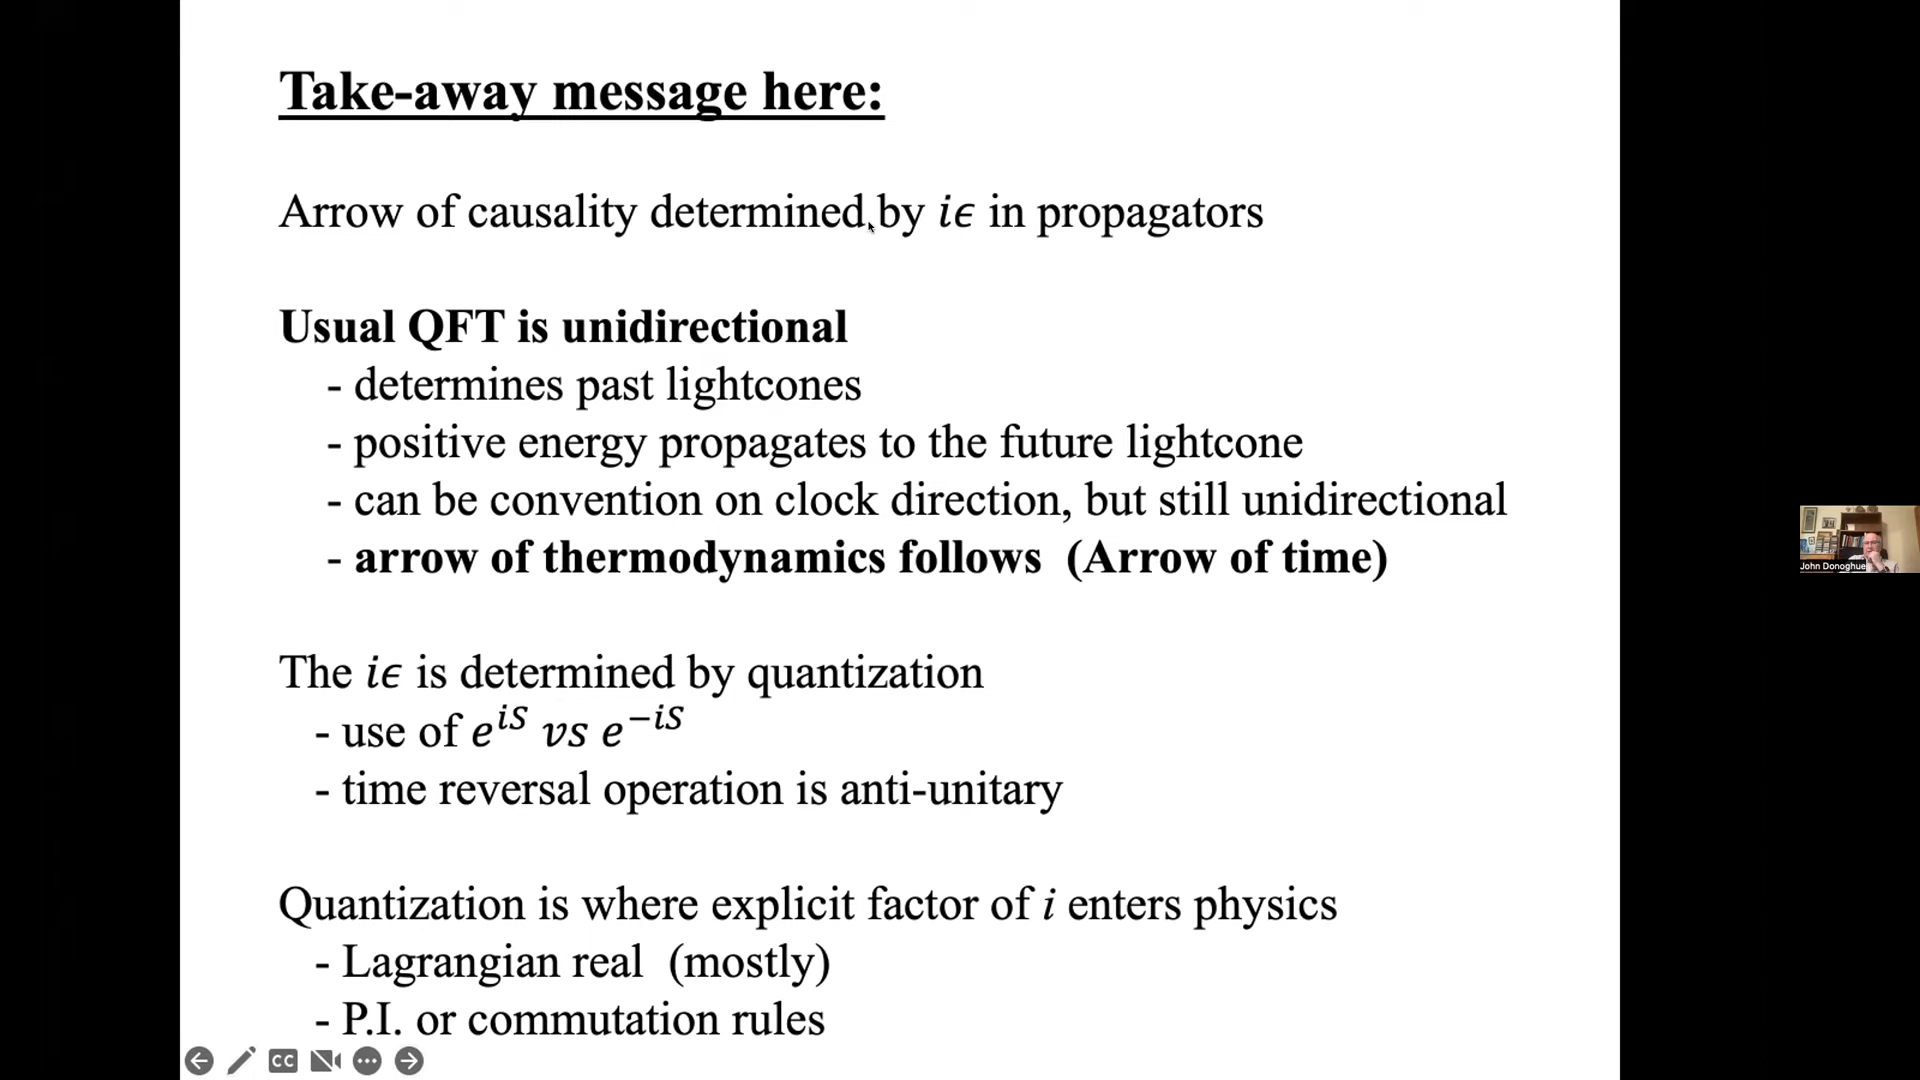 Take-away message here:
Arrow of causality determined by 𝑖𝜖 in propagators
Usual QFT is unidirectional
- determines past lightcones
- positive energy propagates to the future lightcone
- can be convention on clock direction, but still unidirectional
- arrow of thermodynamics follows (Arrow of time)
The 𝑖𝜖 is determined by quantization
- use of 𝑒^{𝑖𝑆} 𝑣𝑠 𝑒^{−𝑖𝑆}
- time reversal operation is anti-unitary
Quantization is where explicit factor of i enters physics
- Lagrangian real (mostly)
- P.I. or commutation rules
CC
John Donoghue